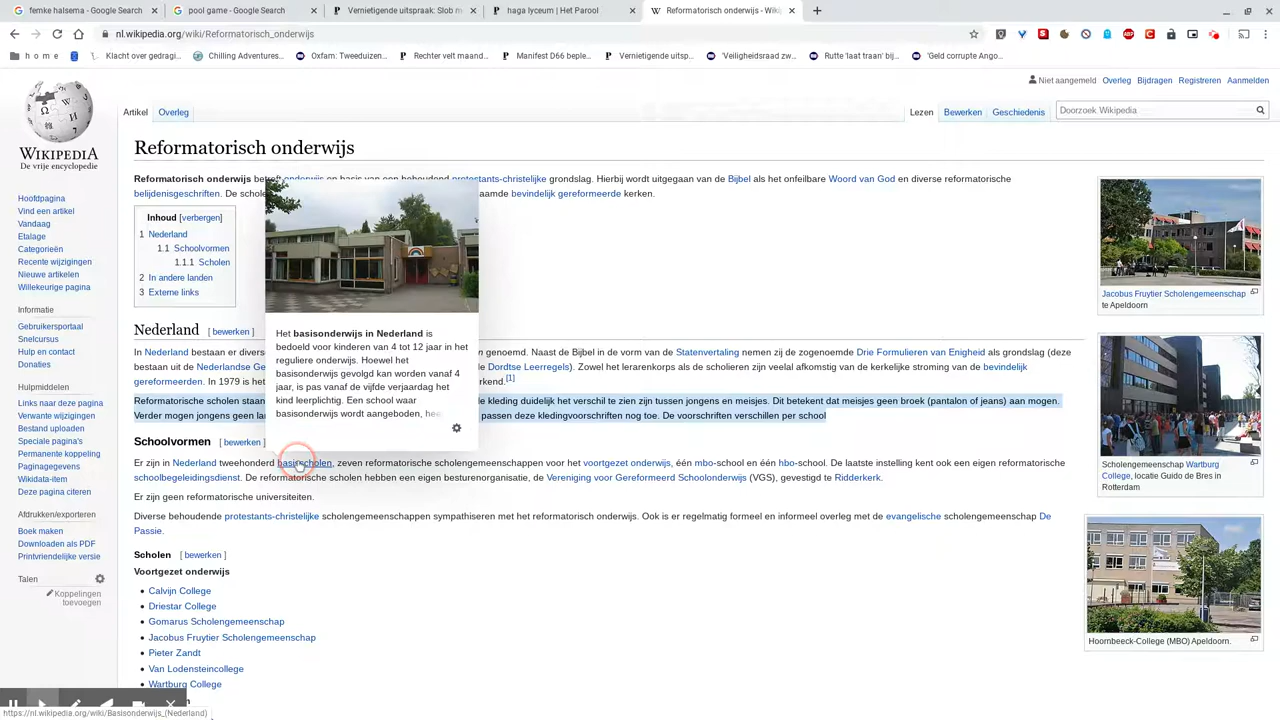 femke halsema - Google Search
pool game - Google Search
Vernietigende uitspraak: Slob m
haga lyceum | Het Parool
Reformatorisch onderwijs - Wiki
nl.wikipedia.org/wiki/Reformatorisch_onderwijs
h o m e
Klacht over gedragi...
Chilling Adventures...
Oxfam: Tweeduizen...
Rechter velt maand...
Manifest D66 beple...
Vernietigende uitsp...
'Veiligheidsraad zw...
Rutte 'laat traan' bij...
'Geld corrupte Ango...
Niet aangemeld Overleg Bijdragen Registreren Aanmelden
Artikel Overleg
Lezen Bewerken Geschiedenis
Doorzoek Wikipedia
WIKIPEDIA
De vrije encyclopedie
Hoofdpagina
Vind een artikel
Vandaag
Etalage
Categorieën
Recente wijzigingen
Nieuwe artikelen
Willekeurige pagina
Informatie
Gebruikersportaal
Snelcursus
Hulp en contact
Donaties
Hulpmiddelen
Links naar deze pagina
Verwante wijzigingen
Bestand uploaden
Speciale pagina's
Permanente koppeling
Paginagegevens
Wikidata-item
Deze pagina citeren
Afdrukken/exporteren
Boek maken
Downloaden als PDF
Printvriendelijke versie
Talen
Koppelingen
toevoegen
Reformatorisch onderwijs
Reformatorisch onderwijs betreft onderwijs op basis van een behoudend protestants-christelijke grondslag. Hierbij wordt uitgegaan van de Bijbel als het onfeilbare Woord van God en diverse reformatorische
belijdenisgeschriften. De schole naamde bevindelijk gereformeerde kerken.
Inhoud [verbergen]
1 Nederland
1.1 Schoolvormen
1.1.1 Scholen
2 In andere landen
3 Externe links
Het basisonderwijs in Nederland is
bedoeld voor kinderen van 4 tot 12 jaar in het
reguliere onderwijs. Hoewel het
basisonderwijs gevolgd kan worden vanaf 4
jaar, is pas vanaf de vijfde verjaardag het
kind leerplichtig. Een school waar
basisonderwijs wordt aangeboden, hee
Nederland [ bewerken ]
In Nederland bestaan er divers en genoemd. Naast de Bijbel in de vorm van de Statenvertaling nemen zij de zogenoemde Drie Formulieren van Enigheid als grondslag (deze
bestaan uit de Nederlandse Ge de Dordtse Leerregels). Zowel het lerarenkorps als de scholieren zijn veelal afkomstig van de kerkelijke stroming van de bevindelijk
gereformeerden. In 1979 is het rkend.[1]
Reformatorische scholen staan de kleding duidelijk het verschil te zien zijn tussen jongens en meisjes. Dit betekent dat meisjes geen broek (pantalon of jeans) aan mogen.
Verder mogen jongens geen la passen deze kledingvoorschriften nog toe. De voorschriften verschillen per school
Schoolvormen [ bewerken ]
Er zijn in Nederland tweehonderd basisscholen, zeven reformatorische scholengemeenschappen voor het voortgezet onderwijs, één mbo-school en één hbo-school. De laatste instelling kent ook een eigen reformatorische
schoolbegeleidingsdienst. De reformatorische scholen hebben een eigen besturenorganisatie, de Vereniging voor Gereformeerd Schoolonderwijs (VGS), gevestigd te Ridderkerk.
Er zijn geen reformatorische universiteiten.
Diverse behoudende protestants-christelijke scholengemeenschappen sympathiseren met het reformatorisch onderwijs. Ook is er regelmatig formeel en informeel overleg met de evangelische scholengemeenschap De
Passie.
Scholen [ bewerken ]
Voortgezet onderwijs
Calvijn College
Driestar College
Gomarus Scholengemeenschap
Jacobus Fruytier Scholengemeenschap
Pieter Zandt
Van Lodensteincollege
Wartburg College
Jacobus Fruytier Scholengemeenschap
te Apeldoorn
Scholengemeenschap Wartburg
College, locatie Guido de Bres in
Rotterdam
Hoornbeeck-College (MBO) Apeldoorn.
https://nl.wikipedia.org/wiki/Basisonderwijs_(Nederland)